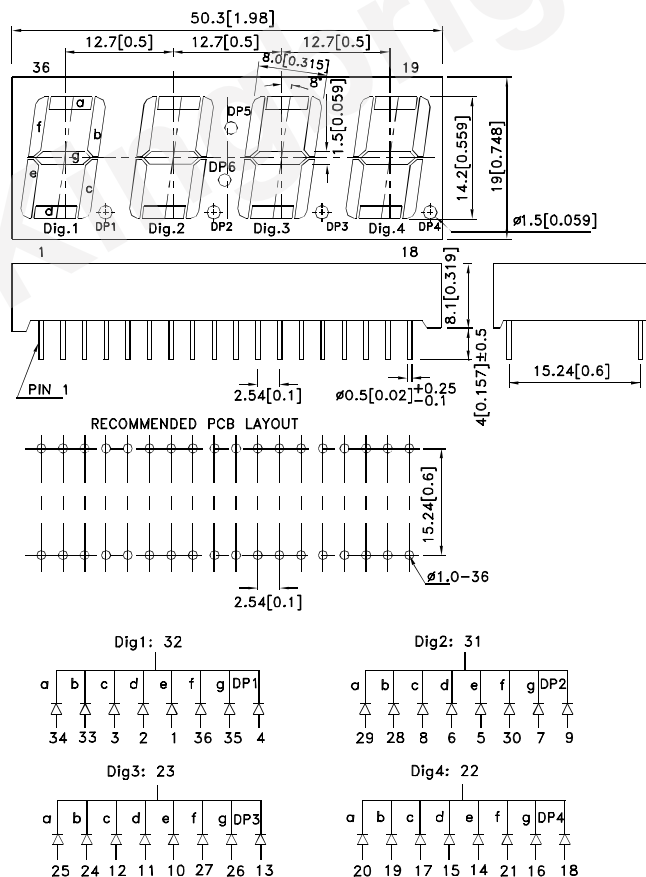 50.3[1.98]
12.7[0.5] 12.7[0.5] 12.7[0.5]
8.0[0.315]
36 19
8°
a
f b
g
e c
d
DP5
DP6
1.5[0.059]
14.2[0.559]
19[0.748]
Dig.1 DP1 Dig.2 DP2 Dig.3 DP3 Dig.4 DP4
ø1.5[0.059]
1 18
8.1[0.319]
4[0.157]±0.5
PIN 1
2.54[0.1]
ø0.5[0.02]+0.25
-0.1
15.24[0.6]
RECOMMENDED PCB LAYOUT
15.24[0.6]
ø1.0-36
2.54[0.1]
Dig1: 32
a b c d e f g DP1
34 33 3 2 1 36 35 4
Dig2: 31
a b c d e f g DP2
29 28 8 6 5 30 7 9
Dig3: 23
a b c d e f g DP3
25 24 12 11 10 27 26 13
Dig4: 22
a b c d e f g DP4
20 19 17 15 14 21 16 18
Kingbright